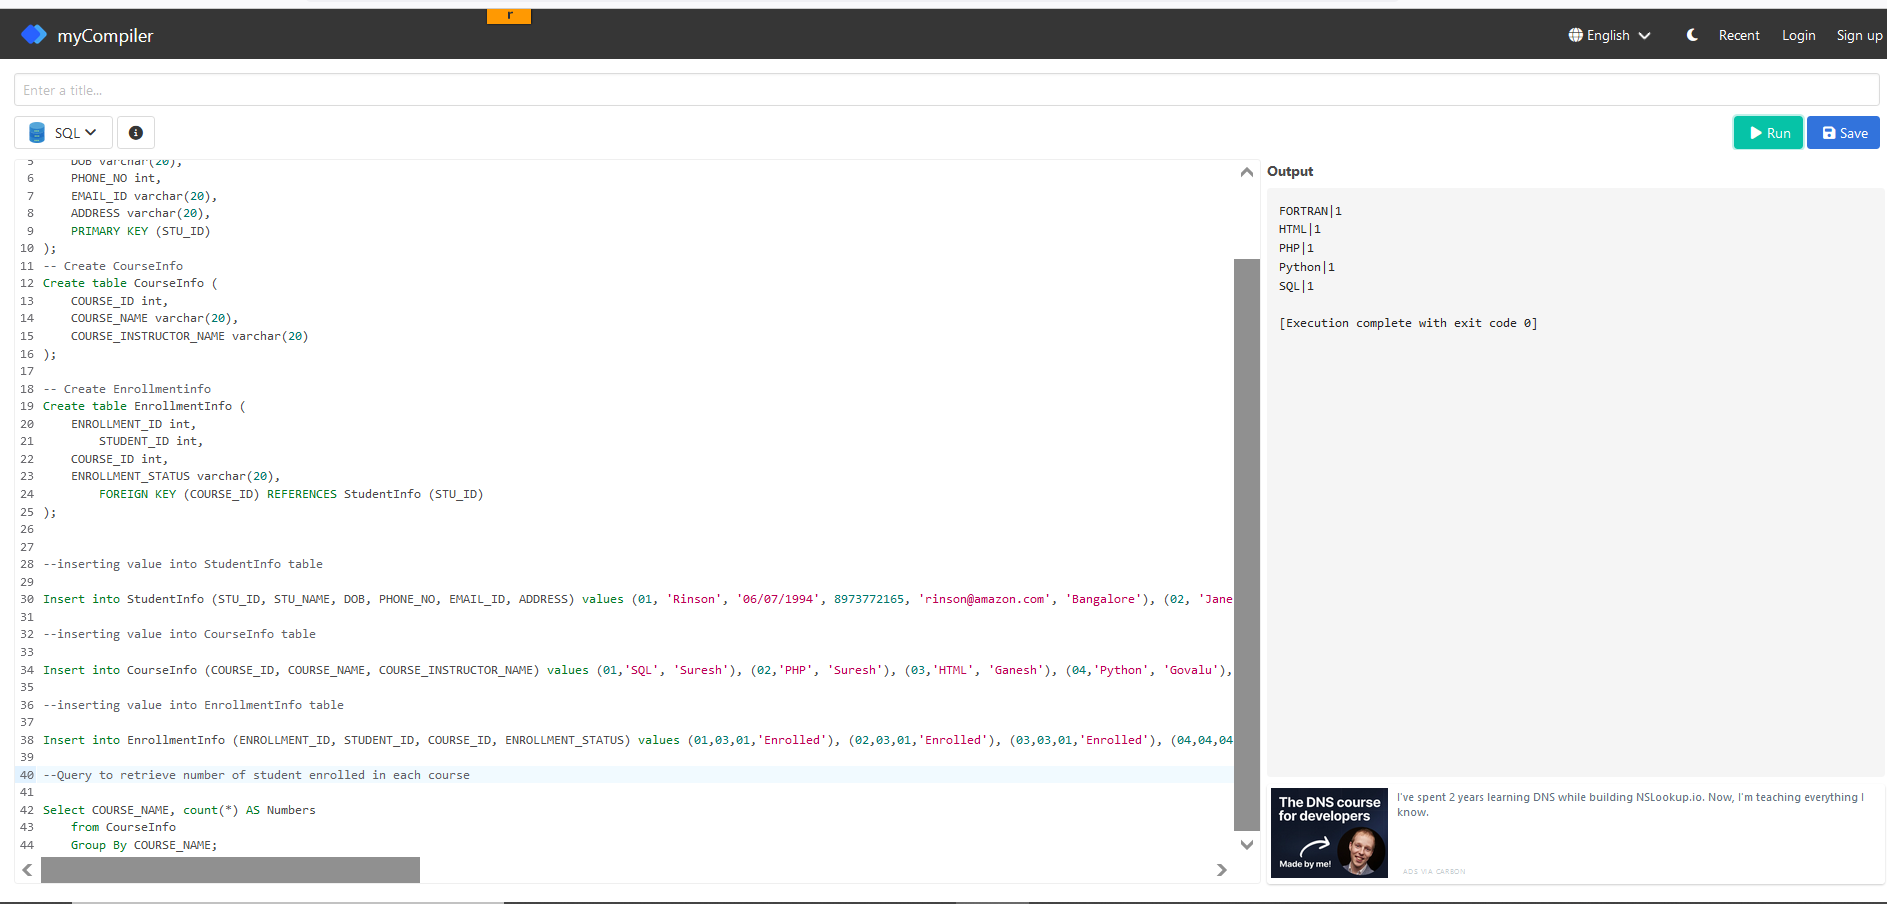 r
myCompiler
English
Recent
Login
Sign up
Enter a title...
SQL
Run
Save
5 DOB varchar(20),
6 PHONE_NO int,
7 EMAIL_ID varchar(20),
8 ADDRESS varchar(20),
9 PRIMARY KEY (STU_ID)
10 );
11 -- Create CourseInfo
12 Create table CourseInfo (
13 COURSE_ID int,
14 COURSE_NAME varchar(20),
15 COURSE_INSTRUCTOR_NAME varchar(20)
16 );
17
18 -- Create Enrollmentinfo
19 Create table EnrollmentInfo (
20 ENROLLMENT_ID int,
21 STUDENT_ID int,
22 COURSE_ID int,
23 ENROLLMENT_STATUS varchar(20),
24 FOREIGN KEY (COURSE_ID) REFERENCES StudentInfo (STU_ID)
25 );
26
27
28 --inserting value into StudentInfo table
29
30 Insert into StudentInfo (STU_ID, STU_NAME, DOB, PHONE_NO, EMAIL_ID, ADDRESS) values (01, 'Rinson', '06/07/1994', 8973772165, 'rinson@amazon.com', 'Bangalore'), (02, 'Jane
31
32 --inserting value into CourseInfo table
33
34 Insert into CourseInfo (COURSE_ID, COURSE_NAME, COURSE_INSTRUCTOR_NAME) values (01,'SQL', 'Suresh'), (02,'PHP', 'Suresh'), (03,'HTML', 'Ganesh'), (04,'Python', 'Govalu'),
35
36 --inserting value into EnrollmentInfo table
37
38 Insert into EnrollmentInfo (ENROLLMENT_ID, STUDENT_ID, COURSE_ID, ENROLLMENT_STATUS) values (01,03,01,'Enrolled'), (02,03,01,'Enrolled'), (03,03,01,'Enrolled'), (04,04,04
39
40 --Query to retrieve number of student enrolled in each course
41
42 Select COURSE_NAME, count(*) AS Numbers
43 from CourseInfo
44 Group By COURSE_NAME;
Output
FORTRAN|1
HTML|1
PHP|1
Python|1
SQL|1
[Execution complete with exit code 0]
The DNS course
for developers
Made by me!
I've spent 2 years learning DNS while building NSLookup.io. Now, I'm teaching everything I
know.
ADS VIA CARBON